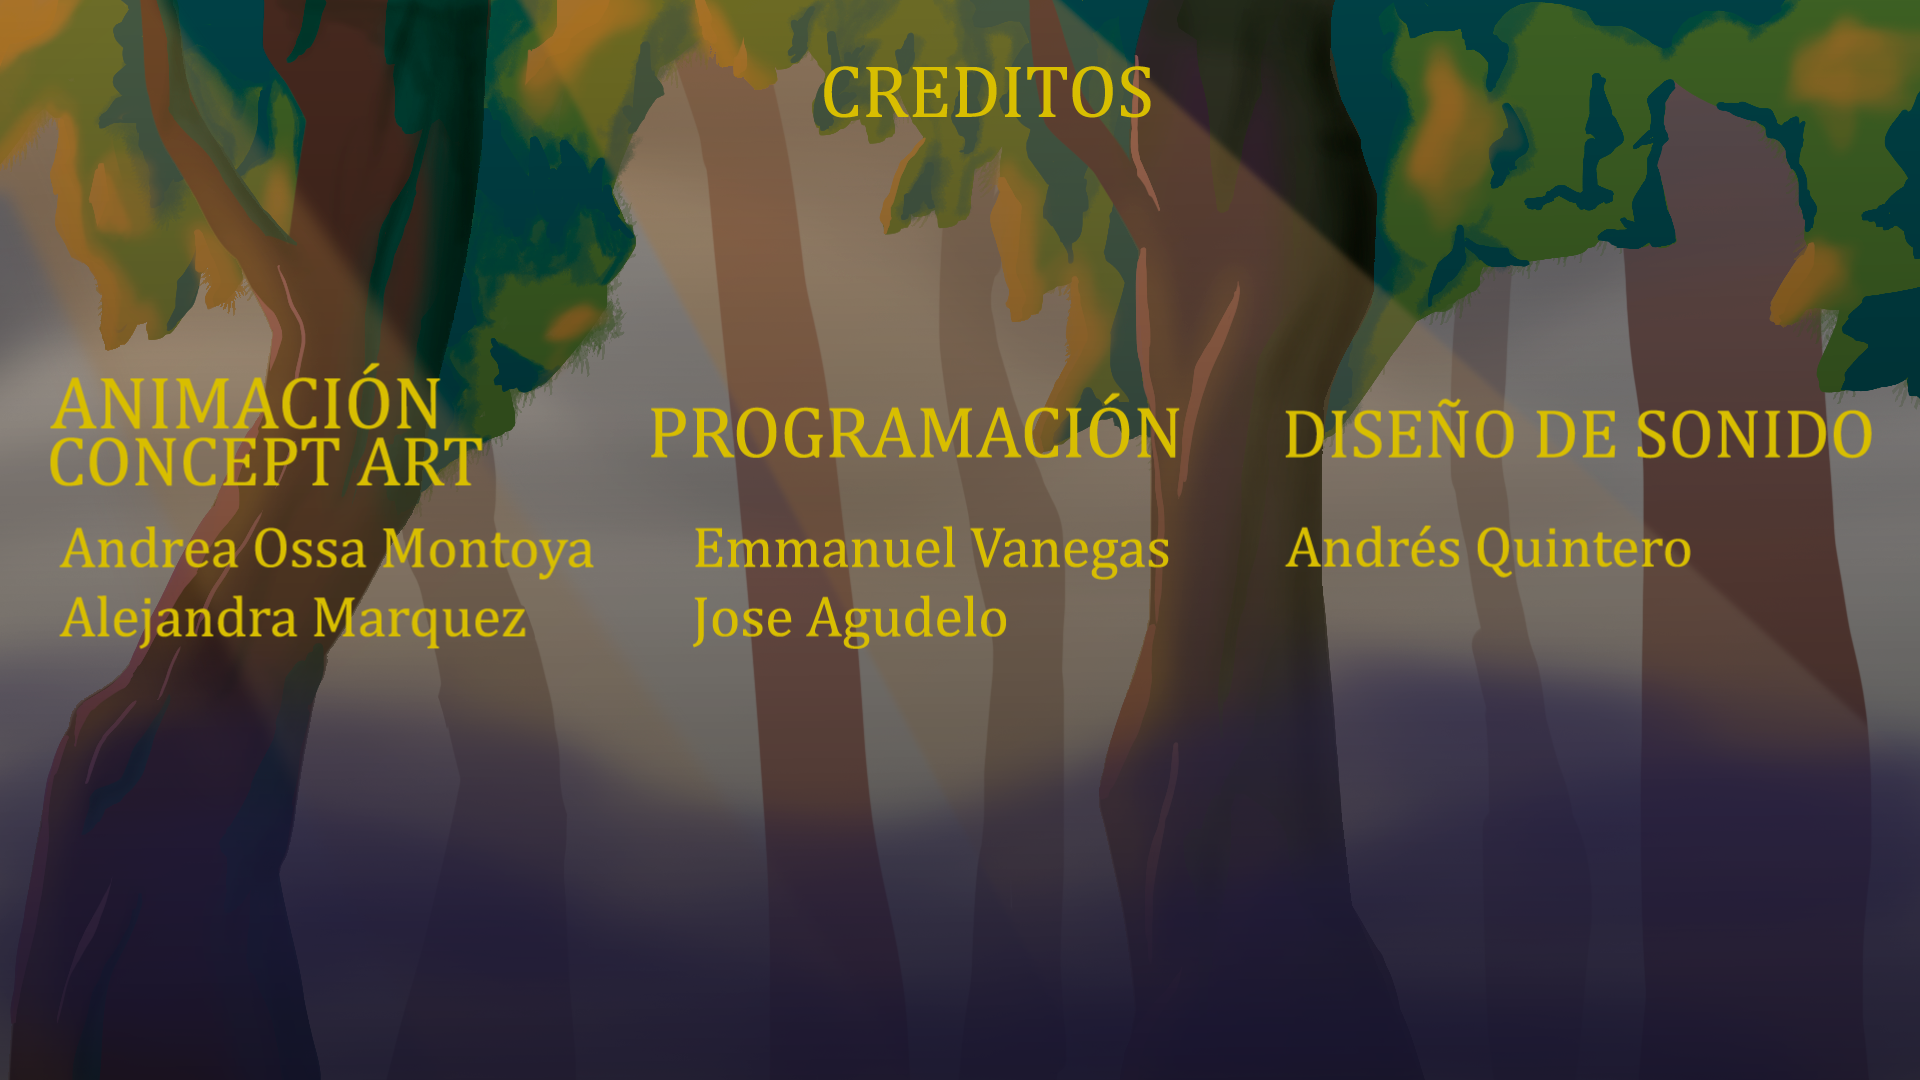 CREDITOS
ANIMACIÓN
CONCEPT ART
Andrea Ossa Montoya
Alejandra Marquez
PROGRAMACIÓN
Emmanuel Vanegas
Jose Agudelo
DISEÑO DE SONIDO
Andrés Quintero